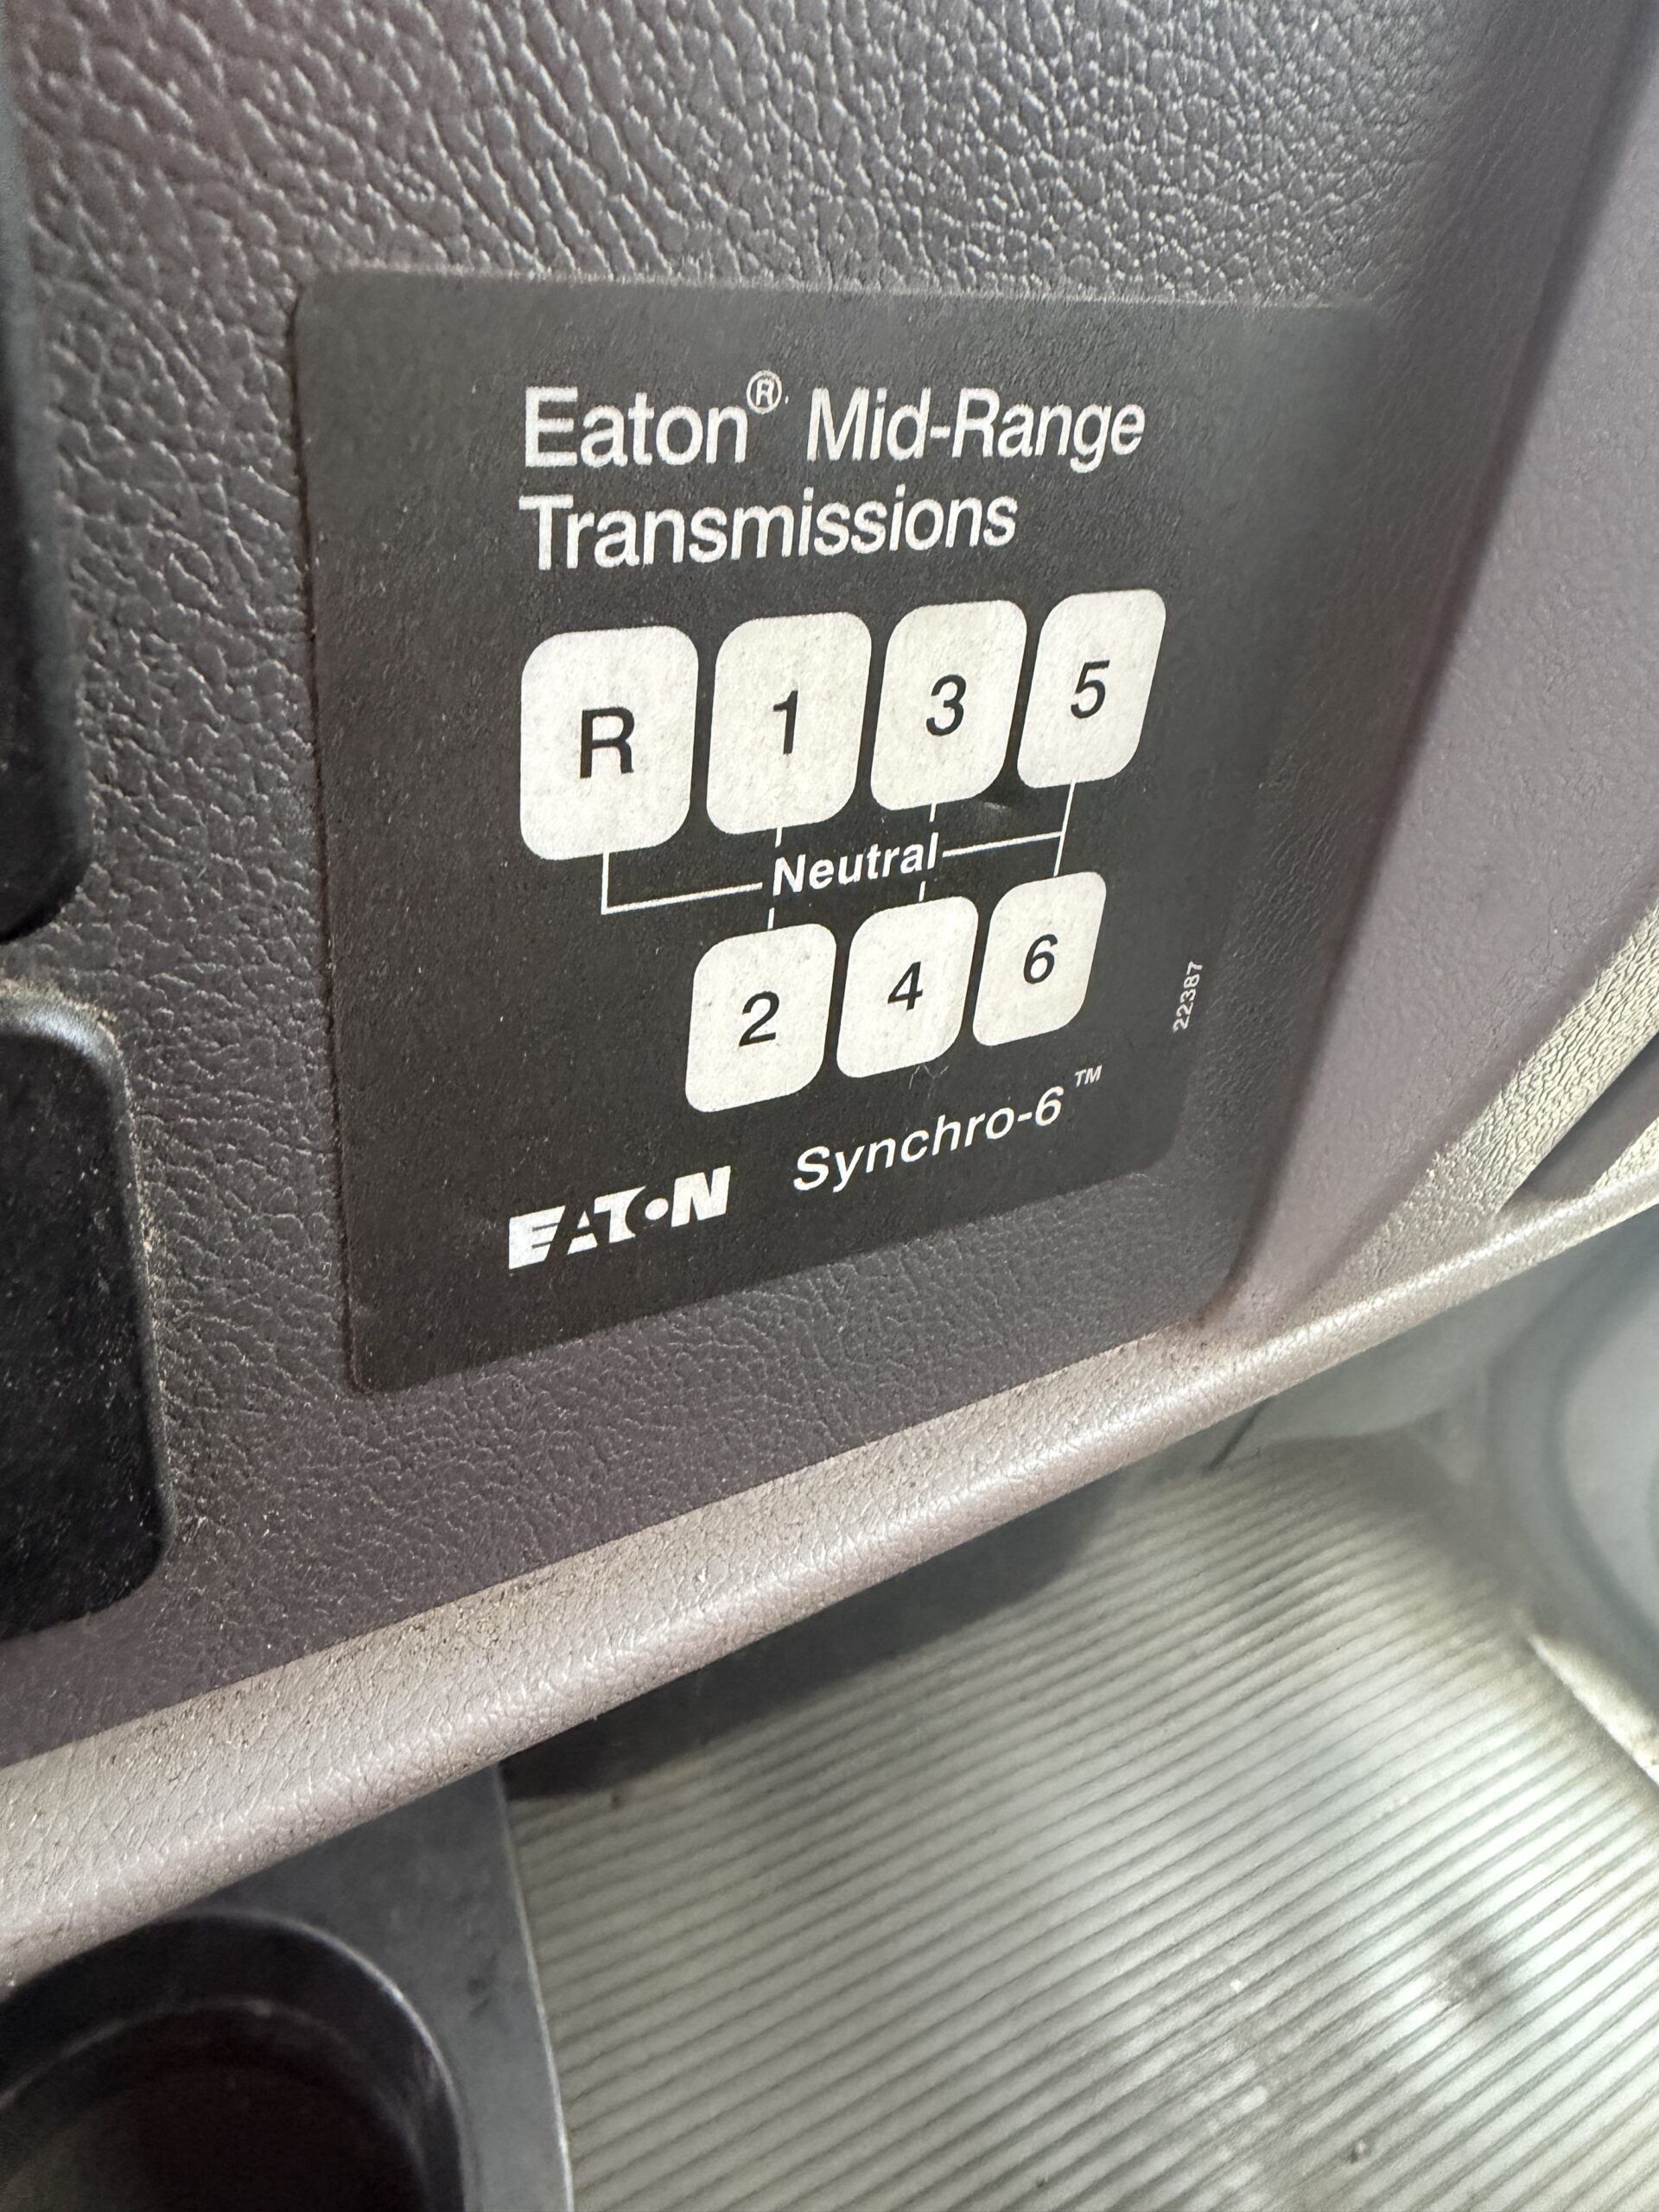 Eaton® Mid-Range
Transmissions
R 1 3 5
Neutral
2 4 6
22387
EATON Synchro-6™